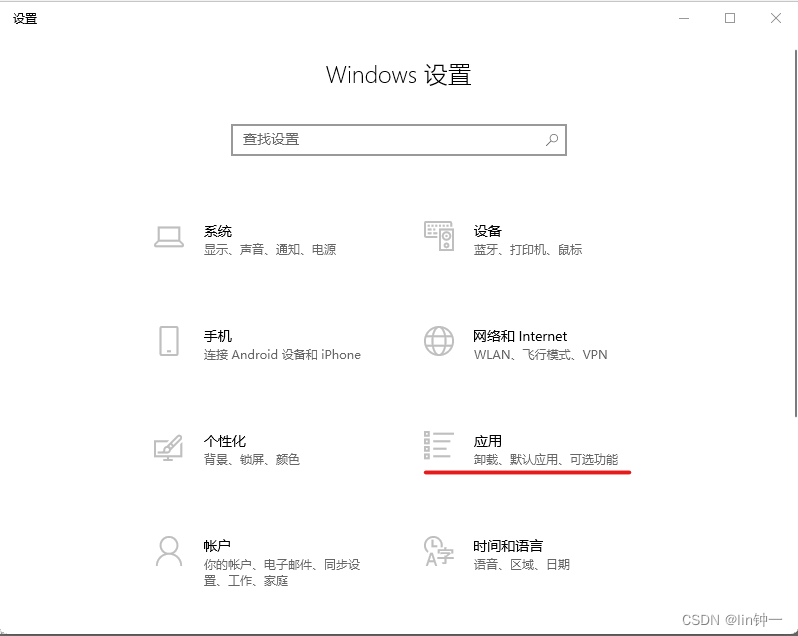 设置
Windows 设置
查找设置
系统
显示、声音、通知、电源
设备
蓝牙、打印机、鼠标
手机
连接 Android 设备和 iPhone
网络和 Internet
WLAN、飞行模式、VPN
个性化
背景、锁屏、颜色
应用
卸载、默认应用、可选功能
帐户
你的帐户、电子邮件、同步设
置、工作、家庭
时间和语言
语音、区域、日期
CSDN @lin钟一